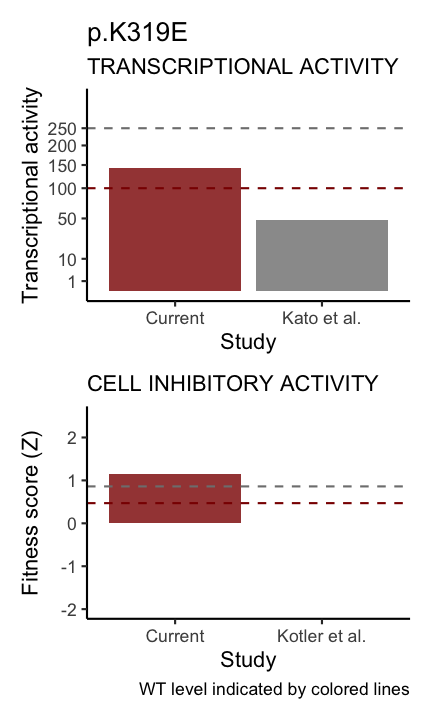 p.K319E
TRANSCRIPTIONAL ACTIVITY
Transcriptional activity
250
200
150
100
50
10
1
Current
Kato et al.
Study
CELL INHIBITORY ACTIVITY
Fitness score (Z)
2
1
0
-1
-2
Current
Kotler et al.
Study
WT level indicated by colored lines